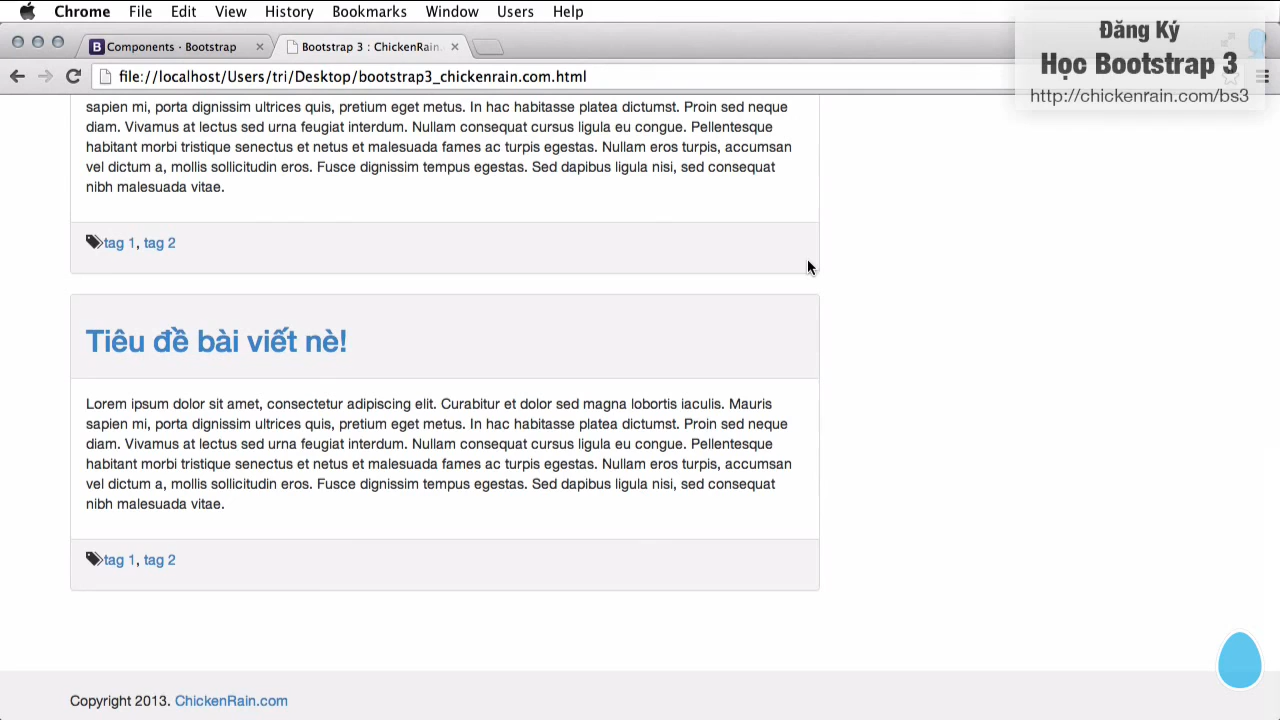 Chrome File Edit View History Bookmarks Window Users Help
Đăng Ký
Components · Bootstrap
Bootstrap 3 : ChickenRain.
Học Bootstrap 3
file://localhost/Users/tri/Desktop/bootstrap3_chickenrain.com.html
http://chickenrain.com/bs3
sapien mi, porta dignissim ultrices quis, pretium eget metus. In hac habitasse platea dictumst. Proin sed neque
diam. Vivamus at lectus sed urna feugiat interdum. Nullam consequat cursus ligula eu congue. Pellentesque
habitant morbi tristique senectus et netus et malesuada fames ac turpis egestas. Nullam eros turpis, accumsan
vel dictum a, mollis sollicitudin eros. Fusce dignissim tempus egestas. Sed dapibus ligula nisi, sed consequat
nibh malesuada vitae.
tag 1, tag 2
Tiêu đề bài viết nè!
Lorem ipsum dolor sit amet, consectetur adipiscing elit. Curabitur et dolor sed magna lobortis iaculis. Mauris
sapien mi, porta dignissim ultrices quis, pretium eget metus. In hac habitasse platea dictumst. Proin sed neque
diam. Vivamus at lectus sed urna feugiat interdum. Nullam consequat cursus ligula eu congue. Pellentesque
habitant morbi tristique senectus et netus et malesuada fames ac turpis egestas. Nullam eros turpis, accumsan
vel dictum a, mollis sollicitudin eros. Fusce dignissim tempus egestas. Sed dapibus ligula nisi, sed consequat
nibh malesuada vitae.
tag 1, tag 2
Copyright 2013. ChickenRain.com